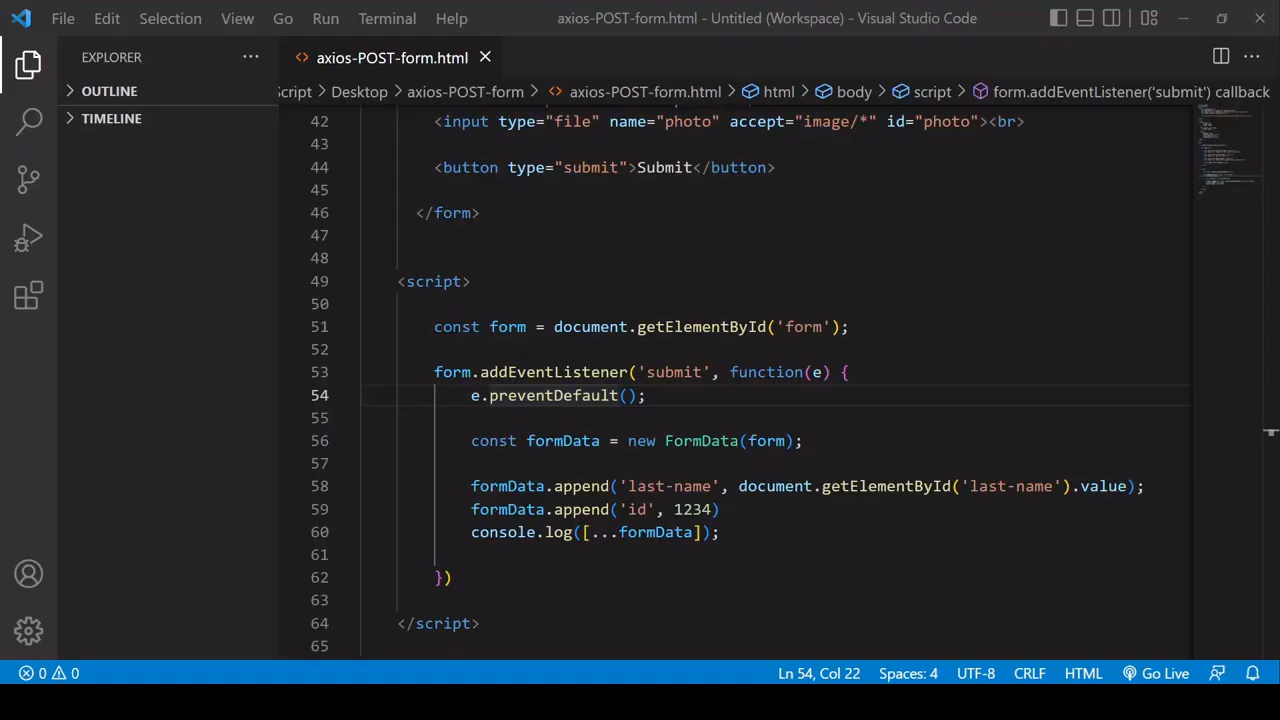 File Edit Selection View Go Run Terminal Help axios-POST-form.html - Untitled (Workspace) - Visual Studio Code
EXPLORER ···
OUTLINE
TIMELINE
<> axios-POST-form.html ×
Script > Desktop > axios-POST-form > <> axios-POST-form.html > html > body > script > form.addEventListener('submit') callback
42 <input type="file" name="photo" accept="image/*" id="photo"><br>
43
44 <button type="submit">Submit</button>
45
46 </form>
47
48
49 <script>
50
51 const form = document.getElementById('form');
52
53 form.addEventListener('submit', function(e) {
54 e.preventDefault();
55
56 const formData = new FormData(form);
57
58 formData.append('last-name', document.getElementById('last-name').value);
59 formData.append('id', 1234)
60 console.log([...formData]);
61
62 })
63
64 </script>
65
0 0 Ln 54, Col 22 Spaces: 4 UTF-8 CRLF HTML Go Live